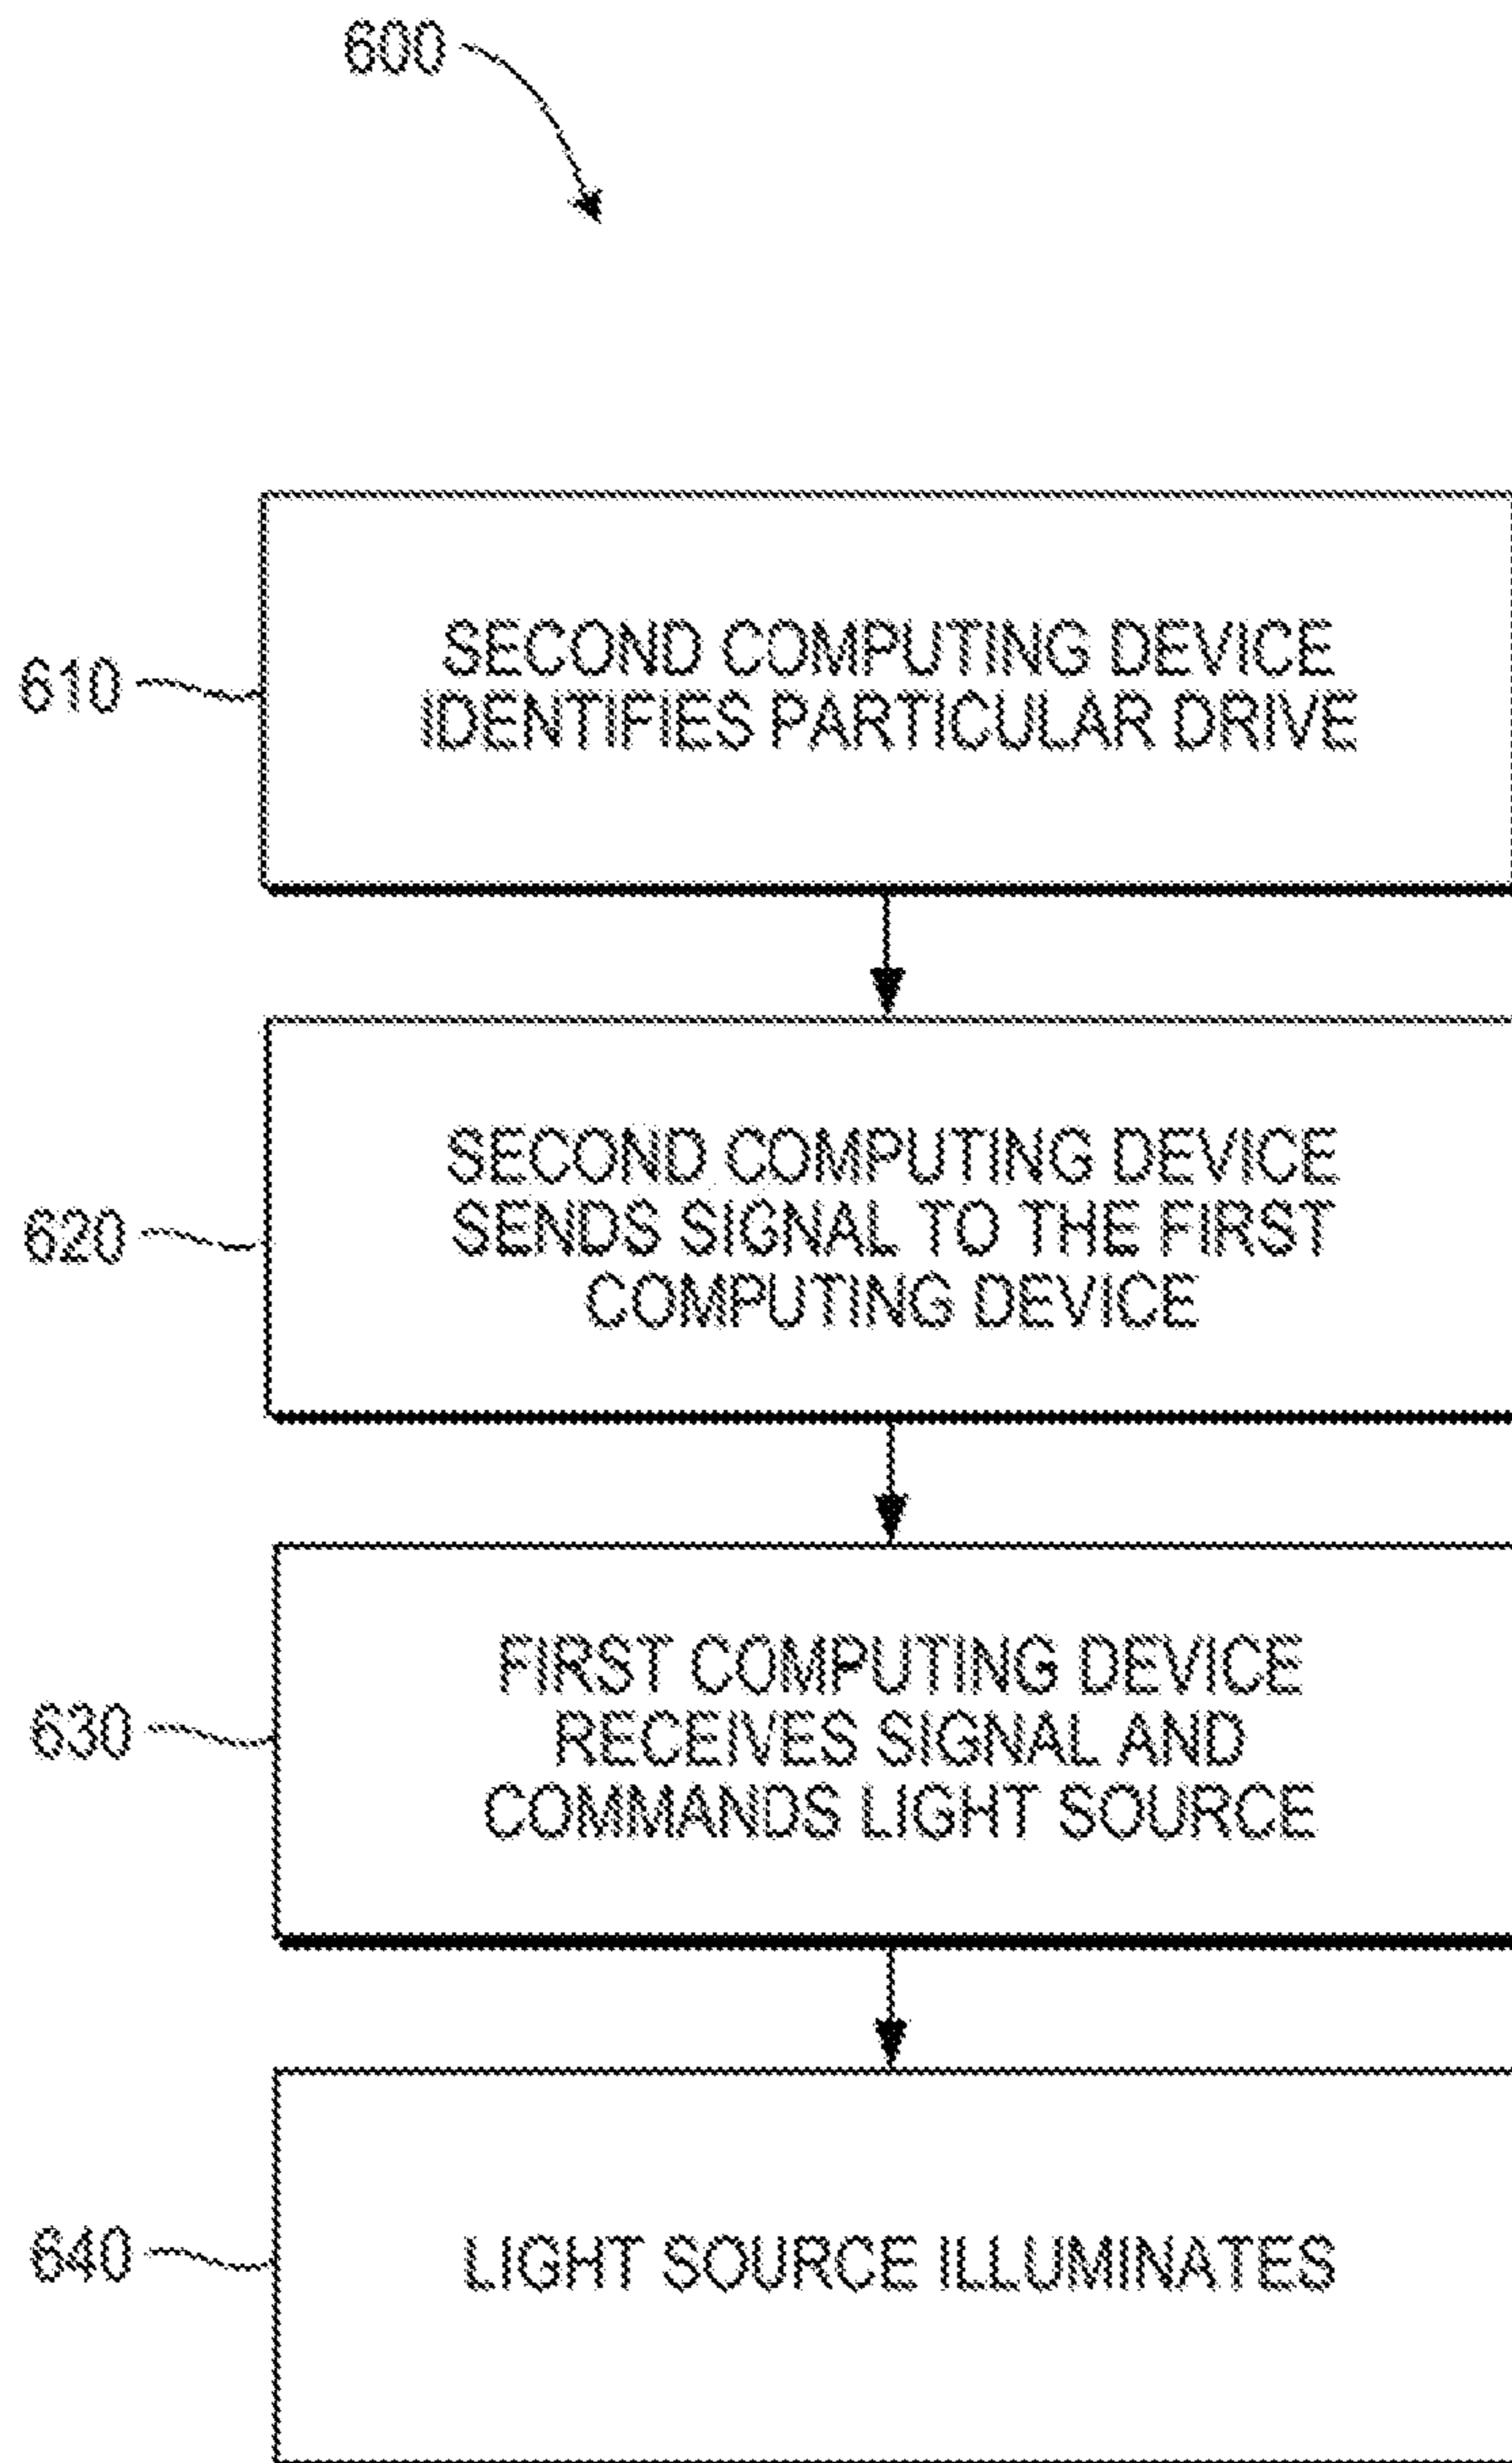 600
610
SECOND COMPUTING DEVICE
IDENTIFIES PARTICULAR DRIVE
620
SECOND COMPUTING DEVICE
SENDS SIGNAL TO THE FIRST
COMPUTING DEVICE
630
FIRST COMPUTING DEVICE
RECEIVES SIGNAL AND
COMMANDS LIGHT SOURCE
640
LIGHT SOURCE ILLUMINATES